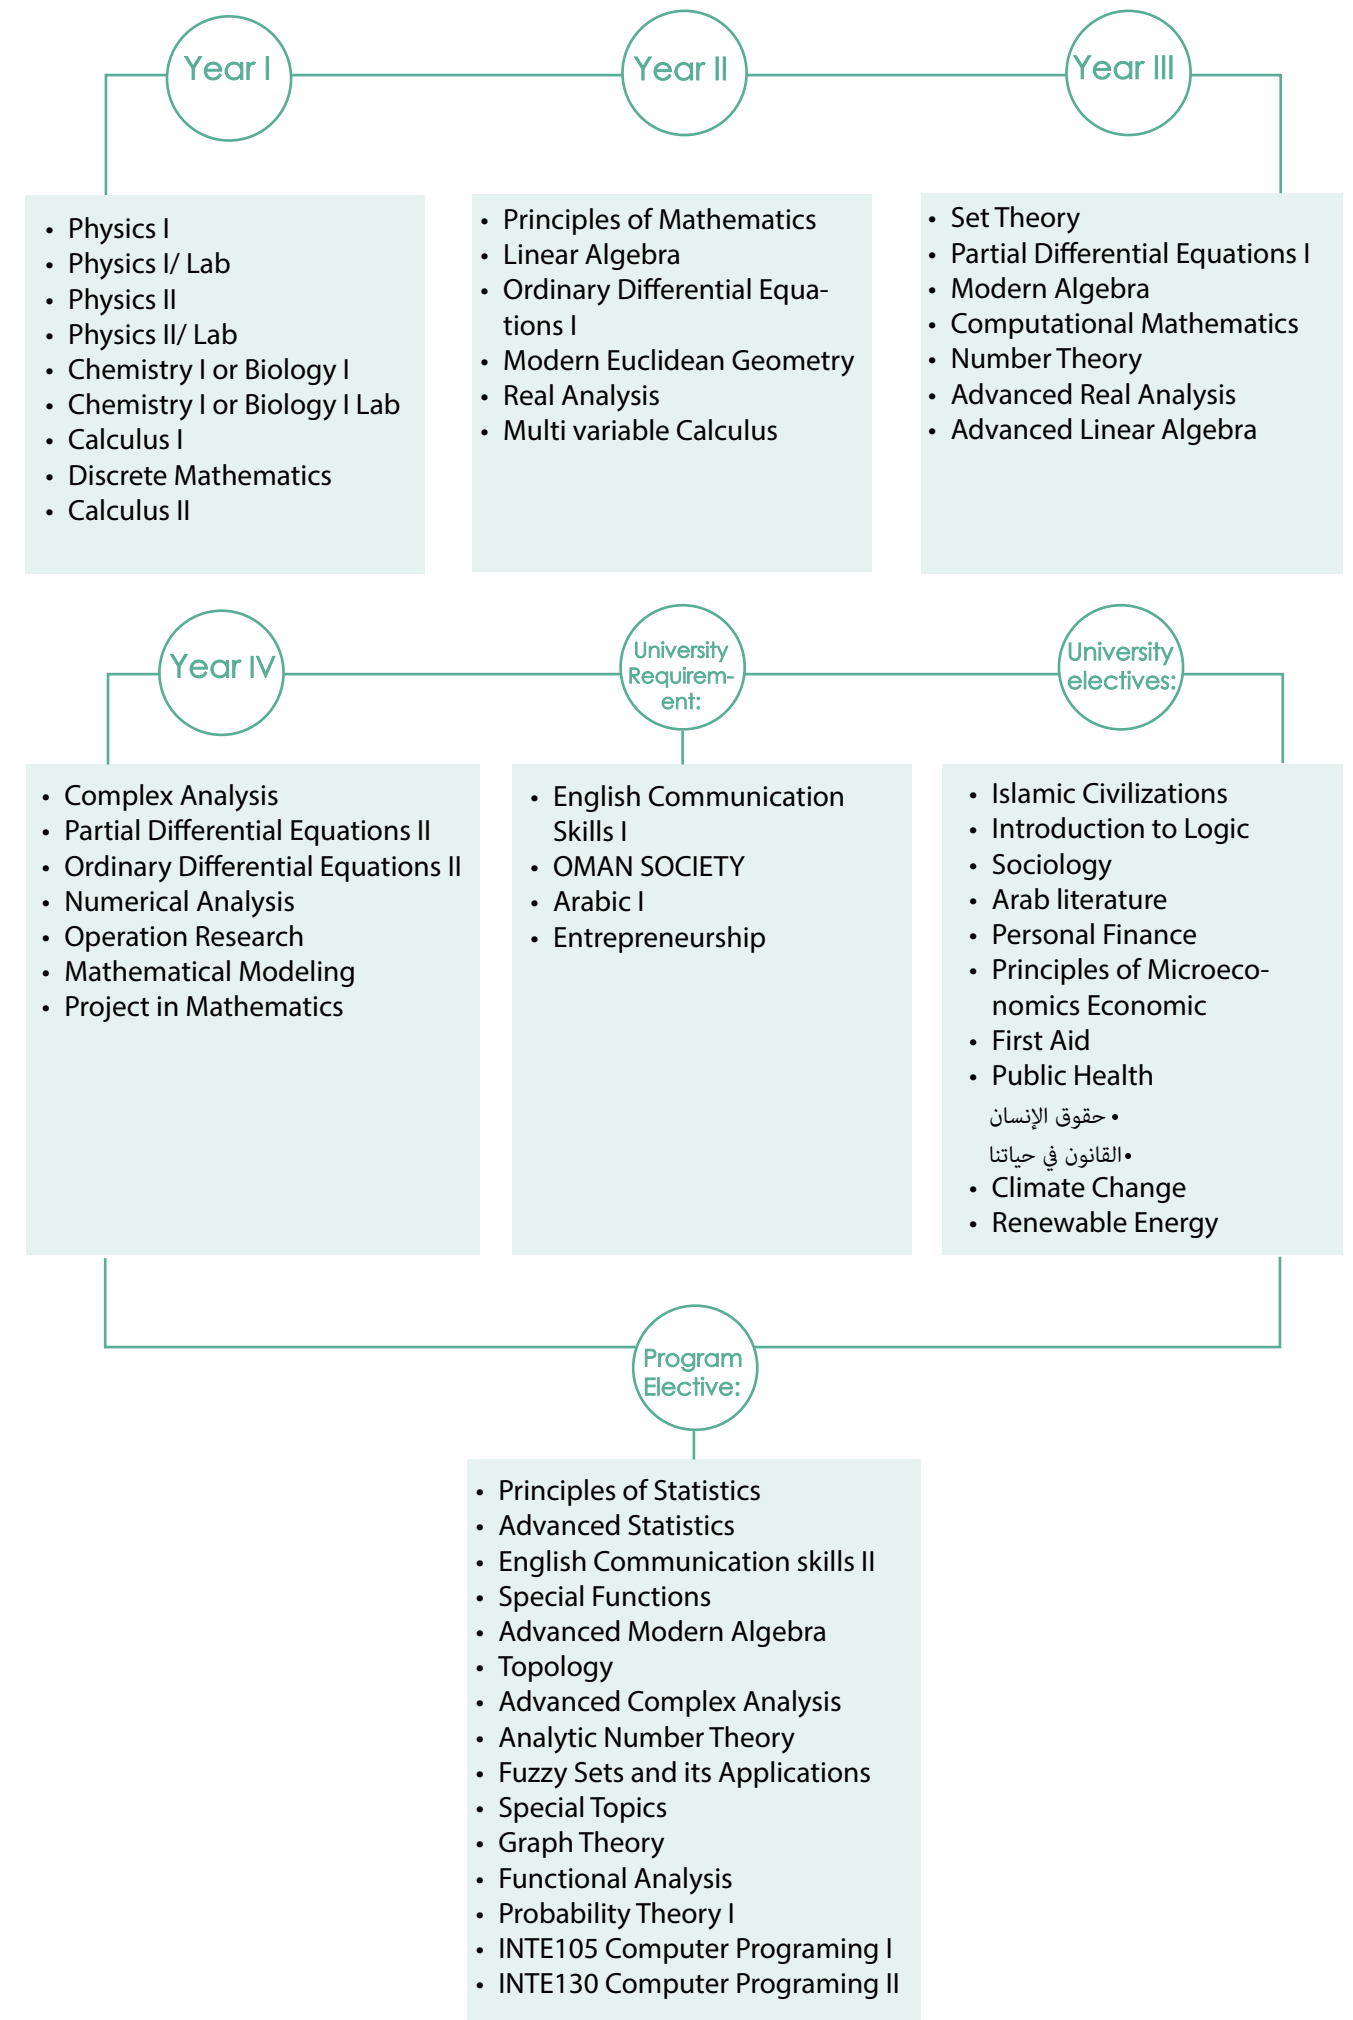 Year I
• Physics I
• Physics I/ Lab
• Physics II
• Physics II/ Lab
• Chemistry I or Biology I
• Chemistry I or Biology I Lab
• Calculus I
• Discrete Mathematics
• Calculus II
Year II
• Principles of Mathematics
• Linear Algebra
• Ordinary Differential Equa-
tions I
• Modern Euclidean Geometry
• Real Analysis
• Multi variable Calculus
Year III
• Set Theory
• Partial Differential Equations I
• Modern Algebra
• Computational Mathematics
• Number Theory
• Advanced Real Analysis
• Advanced Linear Algebra
Year IV
• Complex Analysis
• Partial Differential Equations II
• Ordinary Differential Equations II
• Numerical Analysis
• Operation Research
• Mathematical Modeling
• Project in Mathematics
University
Requirem-
ent:
• English Communication
Skills I
• OMAN SOCIETY
• Arabic I
• Entrepreneurship
University
electives:
• Islamic Civilizations
• Introduction to Logic
• Sociology
• Arab literature
• Personal Finance
• Principles of Microeco-
nomics Economic
• First Aid
• Public Health
• حقوق الإنسان
•القانون في حياتنا
• Climate Change
• Renewable Energy
Program
Elective:
• Principles of Statistics
• Advanced Statistics
• English Communication skills II
• Special Functions
• Advanced Modern Algebra
• Topology
• Advanced Complex Analysis
• Analytic Number Theory
• Fuzzy Sets and its Applications
• Special Topics
• Graph Theory
• Functional Analysis
• Probability Theory I
• INTE105 Computer Programing I
• INTE130 Computer Programing II